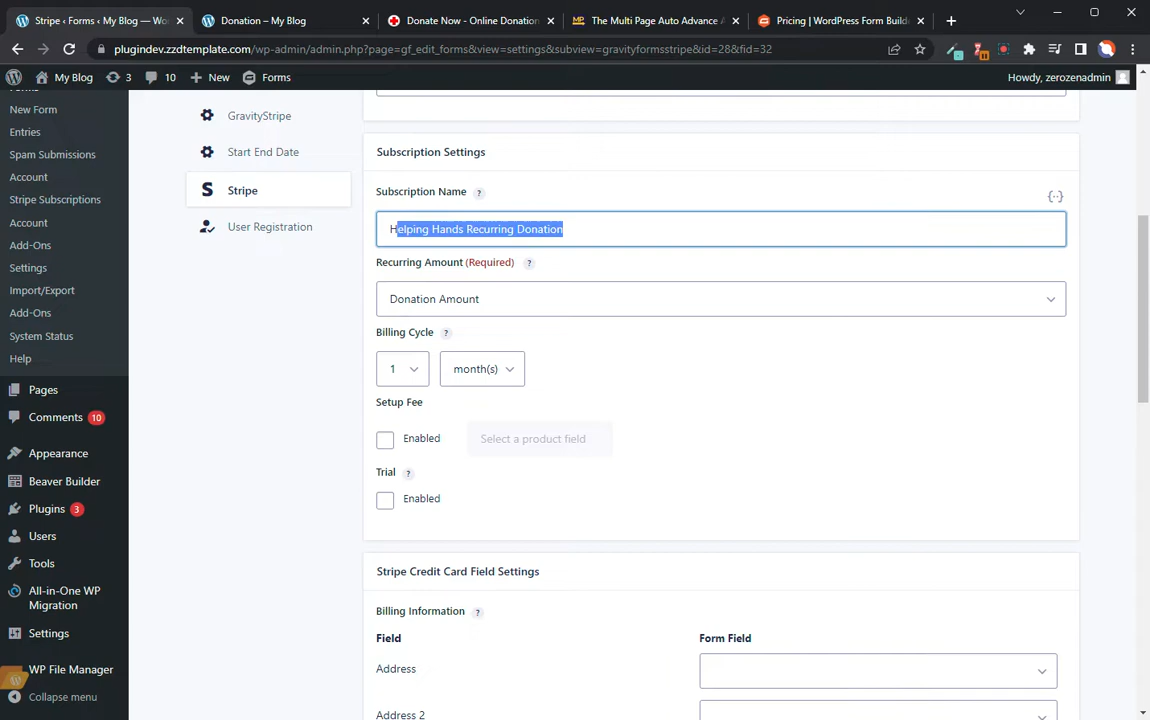 Stripe ‹ Forms ‹ My Blog — Wo
Donation – My Blog
Donate Now - Online Donation
The Multi Page Auto Advance
Pricing | WordPress Form Build
plugindev.zzdtemplate.com/wp-admin/admin.php?page=gf_edit_forms&view=settings&subview=gravityformsstripe&id=28&fid=32
My Blog
3
10
New
Forms
Howdy, zerozenadmin
New Form
Entries
Spam Submissions
Account
Stripe Subscriptions
Account
Add-Ons
Settings
Import/Export
Add-Ons
System Status
Help
Pages
Comments 10
Appearance
Beaver Builder
Plugins 3
Users
Tools
All-in-One WP
Migration
Settings
WP File Manager
Collapse menu
GravityStripe
Start End Date
S Stripe
User Registration
Subscription Settings
Subscription Name ?
{··}
Helping Hands Recurring Donation
Recurring Amount (Required) ?
Donation Amount
Billing Cycle ?
1 month(s)
Setup Fee
Enabled Select a product field
Trial ?
Enabled
Stripe Credit Card Field Settings
Billing Information ?
Field Form Field
Address
Address 2